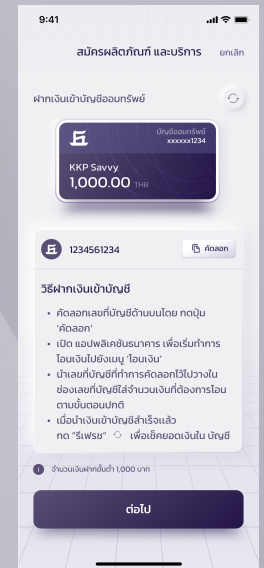 9:41
สมัครผลิตภัณฑ์ และบริการ ยกเลิก
ฝากเงินเข้าบัญชีออมทรัพย์
บัญชีออมทรัพย์
xxxxxx1234
KKP Savvy
1,000.00 THB
1234561234 คัดลอก
วิธีฝากเงินเข้าบัญชี
• คัดลอกเลขที่บัญชีด้านบนโดย กดปุ่ม
‘คัดลอก’
• เปิด แอปพลิเคชันธนาคาร เพื่อเริ่มทำการ
โอนเงินไปยังเมนู ‘โอนเงิน’
• นำเลขที่บัญชีที่ทำการคัดลอกไว้ไปวางใน
ช่องเลขที่บัญชีใส่จำนวนเงินที่ต้องการโอน
ตามขั้นตอนปกติ
• เมื่อนำเงินเข้าบัญชีสำเร็จแล้ว
กด “รีเฟรช” เพื่อเช็คยอดเงินใน บัญชี
จำนวนเงินฝากขั้นต่ำ 1,000 บาท
ต่อไป